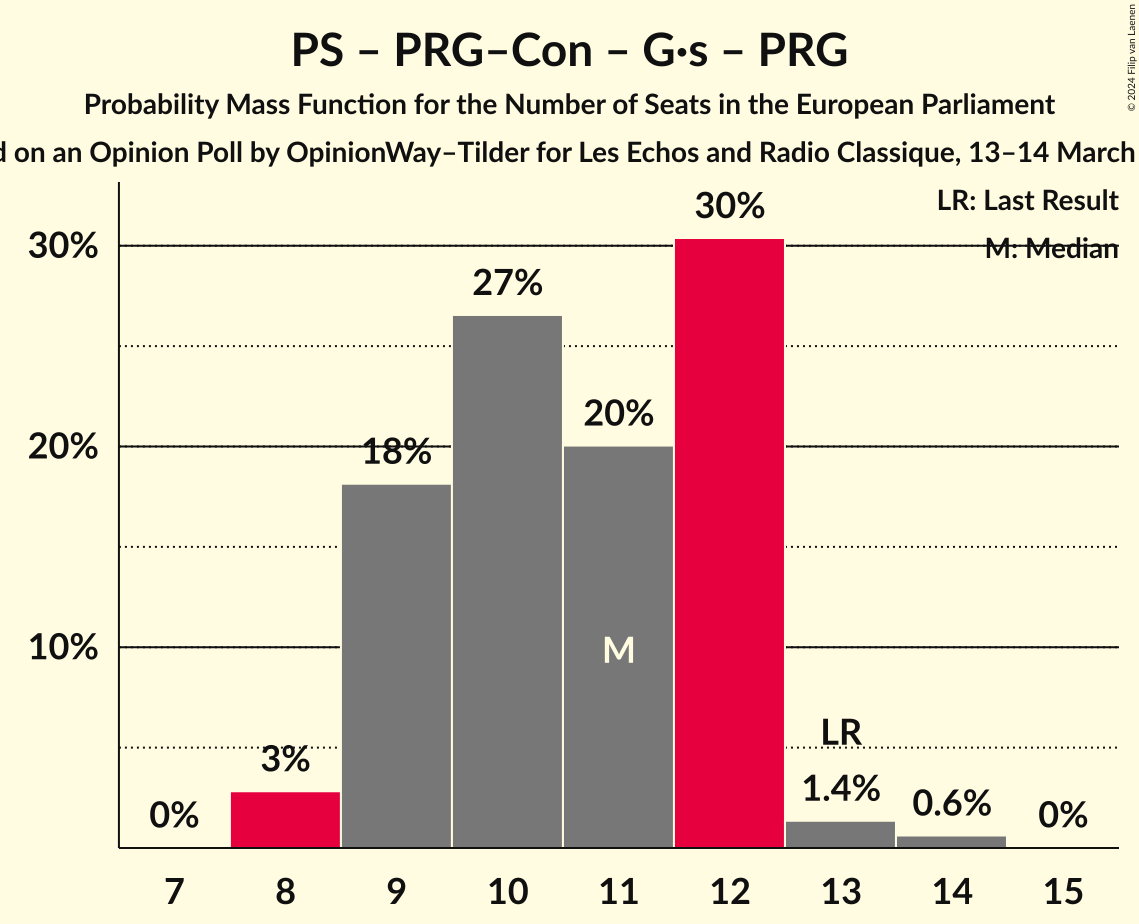 PS – PRG–Con – G·s – PRG
Probability Mass Function for the Number of Seats in the European Parliament
on an Opinion Poll by OpinionWay–Tilder for Les Echos and Radio Classique, 13–14 March
© 2024 Filip van Laenen
LR: Last Result
M: Median
30%
20%
10%
0%
3%
18%
27%
20%
30%
1.4%
0.6%
0%
M
LR
7 8 9 10 11 12 13 14 15